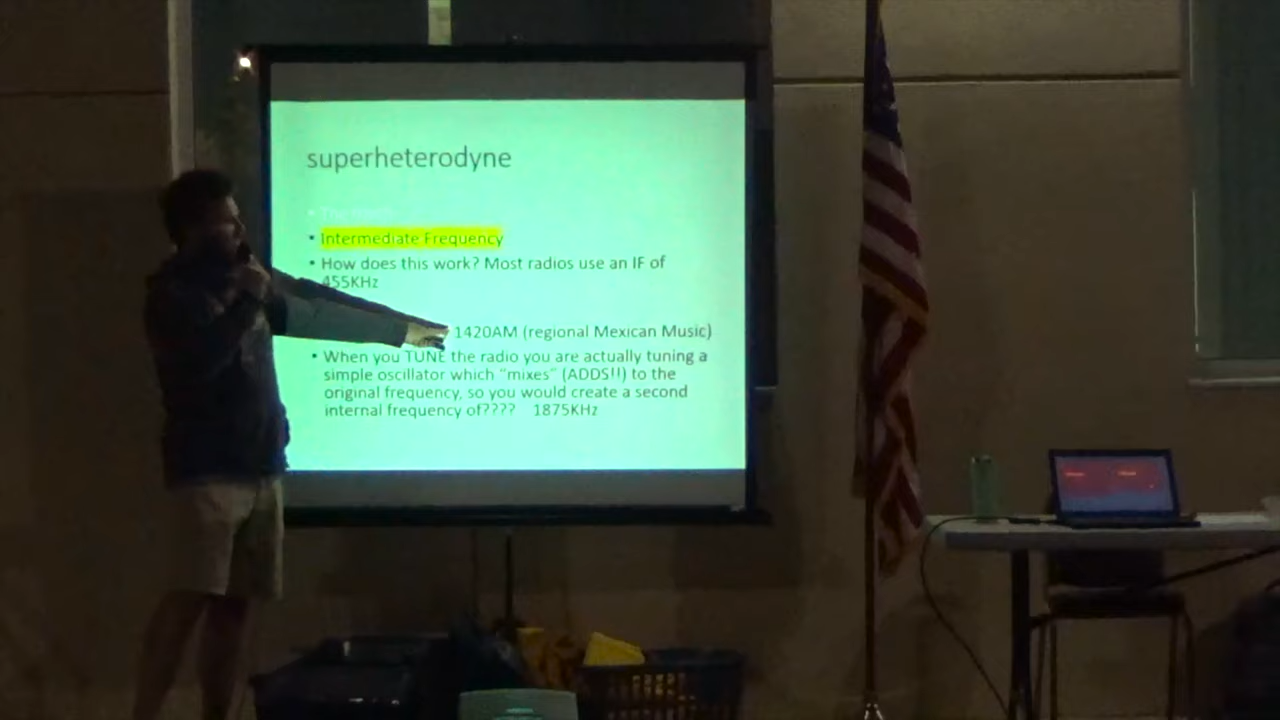 superheterodyne
• Intermediate Frequency
• How does this work? Most radios use an IF of
455KHz
1420AM (regional Mexican Music)
• When you TUNE the radio you are actually tuning a
simple oscillator which “mixes” (ADDS!!) to the
original frequency, so you would create a second
internal frequency of???? 1875KHz